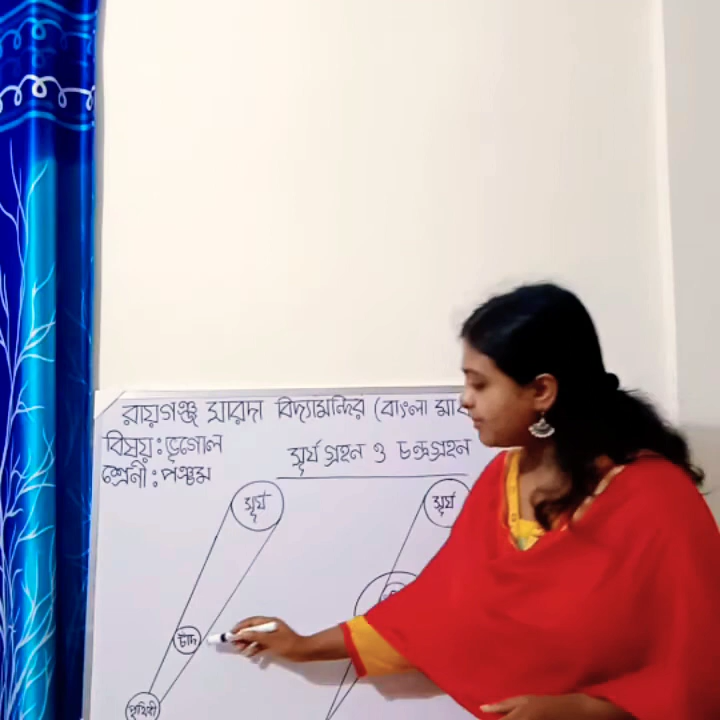 রায়গঞ্জ সারদা বিদ্যামন্দির (বাংলা মাধ
বিষয় : ভূগোল
সূর্য গ্রহন ও চন্দ্রগ্রহন
শ্রেনী : পঞ্চম
সূর্য
সূর্য
চাঁদ
পৃথিবী